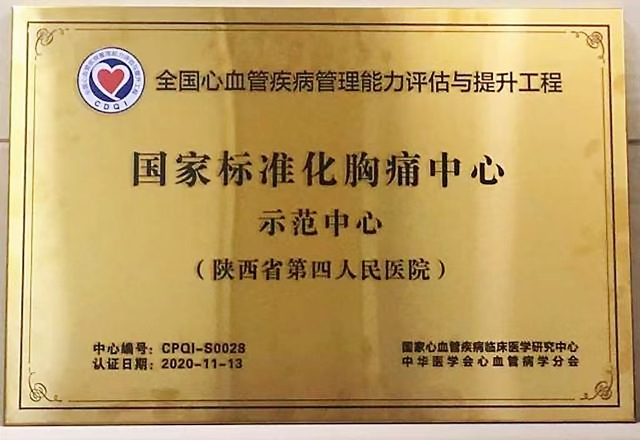 CDQI
全国心血管疾病管理能力评估与提升工程
国家标准化胸痛中心
示范中心
（陕西省第四人民医院）
中心编号：CPQI-S0028
认证日期：2020-11-13
国家心血管疾病临床医学研究中心
中华医学会心血管病学分会